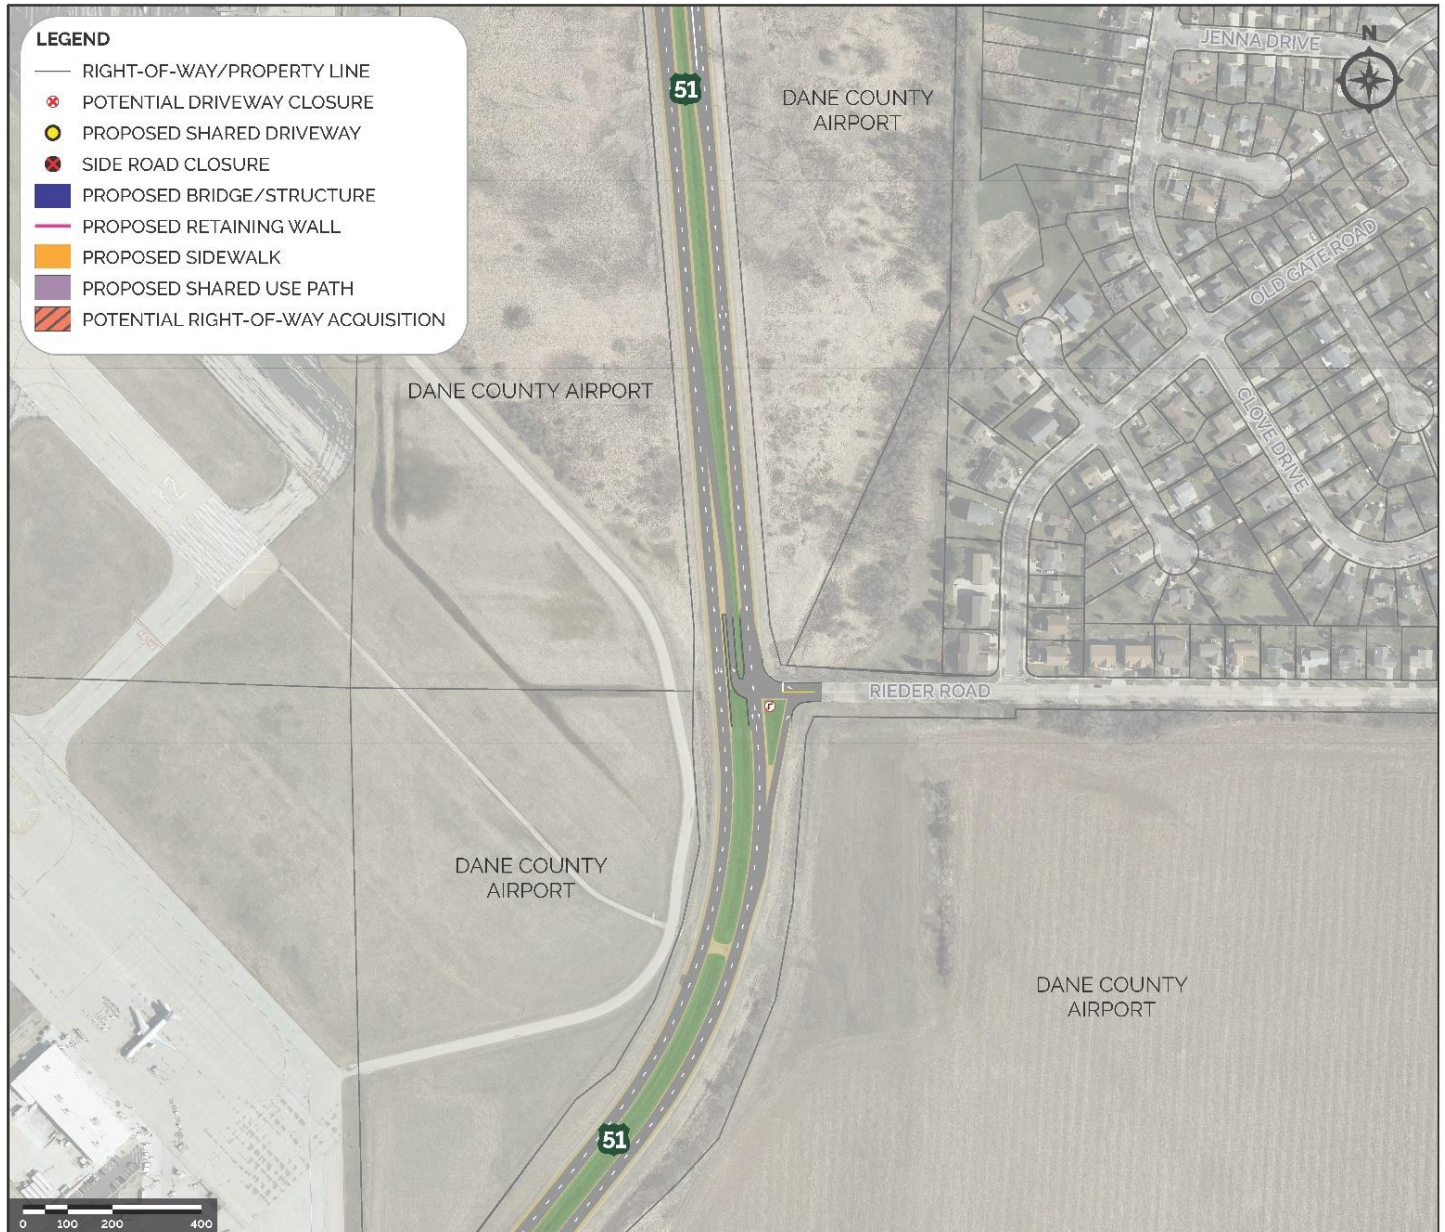 LEGEND
RIGHT-OF-WAY/PROPERTY LINE
POTENTIAL DRIVEWAY CLOSURE
PROPOSED SHARED DRIVEWAY
SIDE ROAD CLOSURE
PROPOSED BRIDGE/STRUCTURE
PROPOSED RETAINING WALL
PROPOSED SIDEWALK
PROPOSED SHARED USE PATH
POTENTIAL RIGHT-OF-WAY ACQUISITION
51
DANE COUNTY
AIRPORT
JENNA DRIVE
N
OLD GATE ROAD
CLOVE DRIVE
DANE COUNTY AIRPORT
RIEDER ROAD
DANE COUNTY
AIRPORT
DANE COUNTY
AIRPORT
51
0 100 200 400